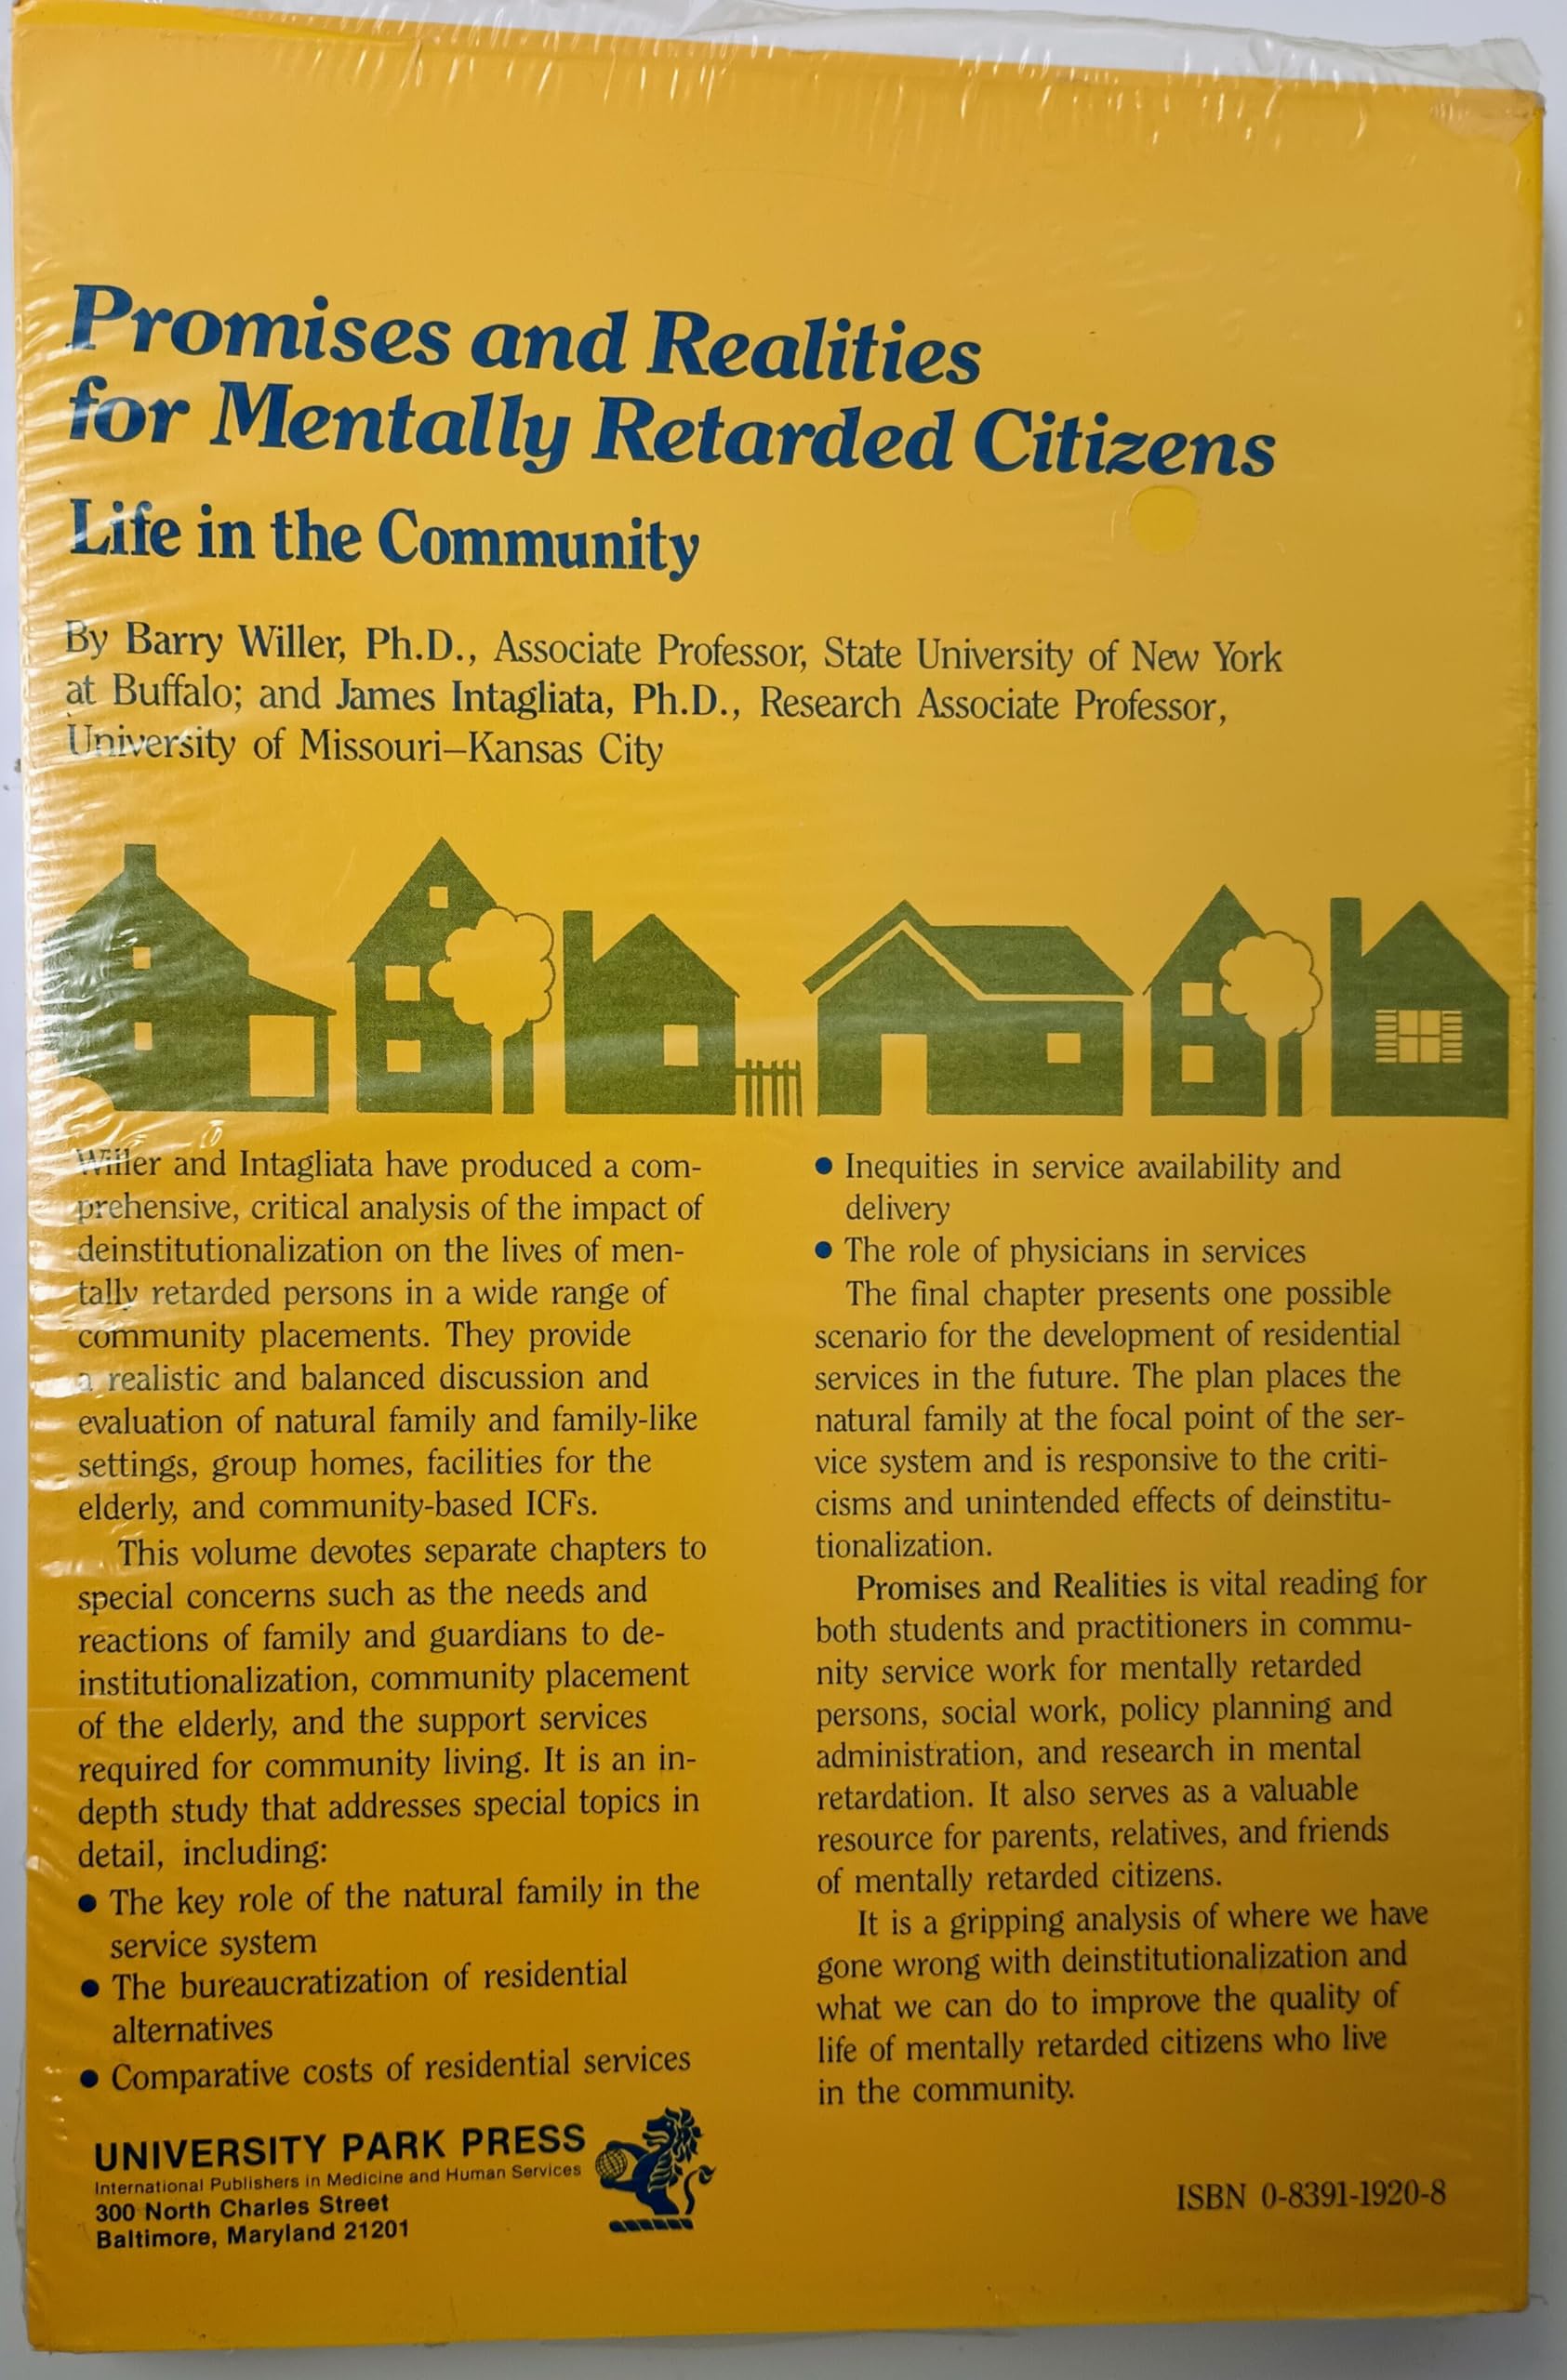 Promises and Realities
for Mentally Retarded Citizens
Life in the Community
By Barry Willer, Ph.D., Associate Professor, State University of New York
at Buffalo; and James Intagliata, Ph.D., Research Associate Professor,
University of Missouri–Kansas City
Willer and Intagliata have produced a com-
prehensive, critical analysis of the impact of
deinstitutionalization on the lives of men-
tally retarded persons in a wide range of
community placements. They provide
a realistic and balanced discussion and
evaluation of natural family and family-like
settings, group homes, facilities for the
elderly, and community-based ICFs.
This volume devotes separate chapters to
special concerns such as the needs and
reactions of family and guardians to de-
institutionalization, community placement
of the elderly, and the support services
required for community living. It is an in-
depth study that addresses special topics in
detail, including:
● The key role of the natural family in the
service system
● The bureaucratization of residential
alternatives
● Comparative costs of residential services
● Inequities in service availability and
delivery
● The role of physicians in services
The final chapter presents one possible
scenario for the development of residential
services in the future. The plan places the
natural family at the focal point of the ser-
vice system and is responsive to the criti-
cisms and unintended effects of deinstitu-
tionalization.
Promises and Realities is vital reading for
both students and practitioners in commu-
nity service work for mentally retarded
persons, social work, policy planning and
administration, and research in mental
retardation. It also serves as a valuable
resource for parents, relatives, and friends
of mentally retarded citizens.
It is a gripping analysis of where we have
gone wrong with deinstitutionalization and
what we can do to improve the quality of
life of mentally retarded citizens who live
in the community.
UNIVERSITY PARK PRESS
International Publishers in Medicine and Human Services
300 North Charles Street
Baltimore, Maryland 21201
ISBN 0-8391-1920-8